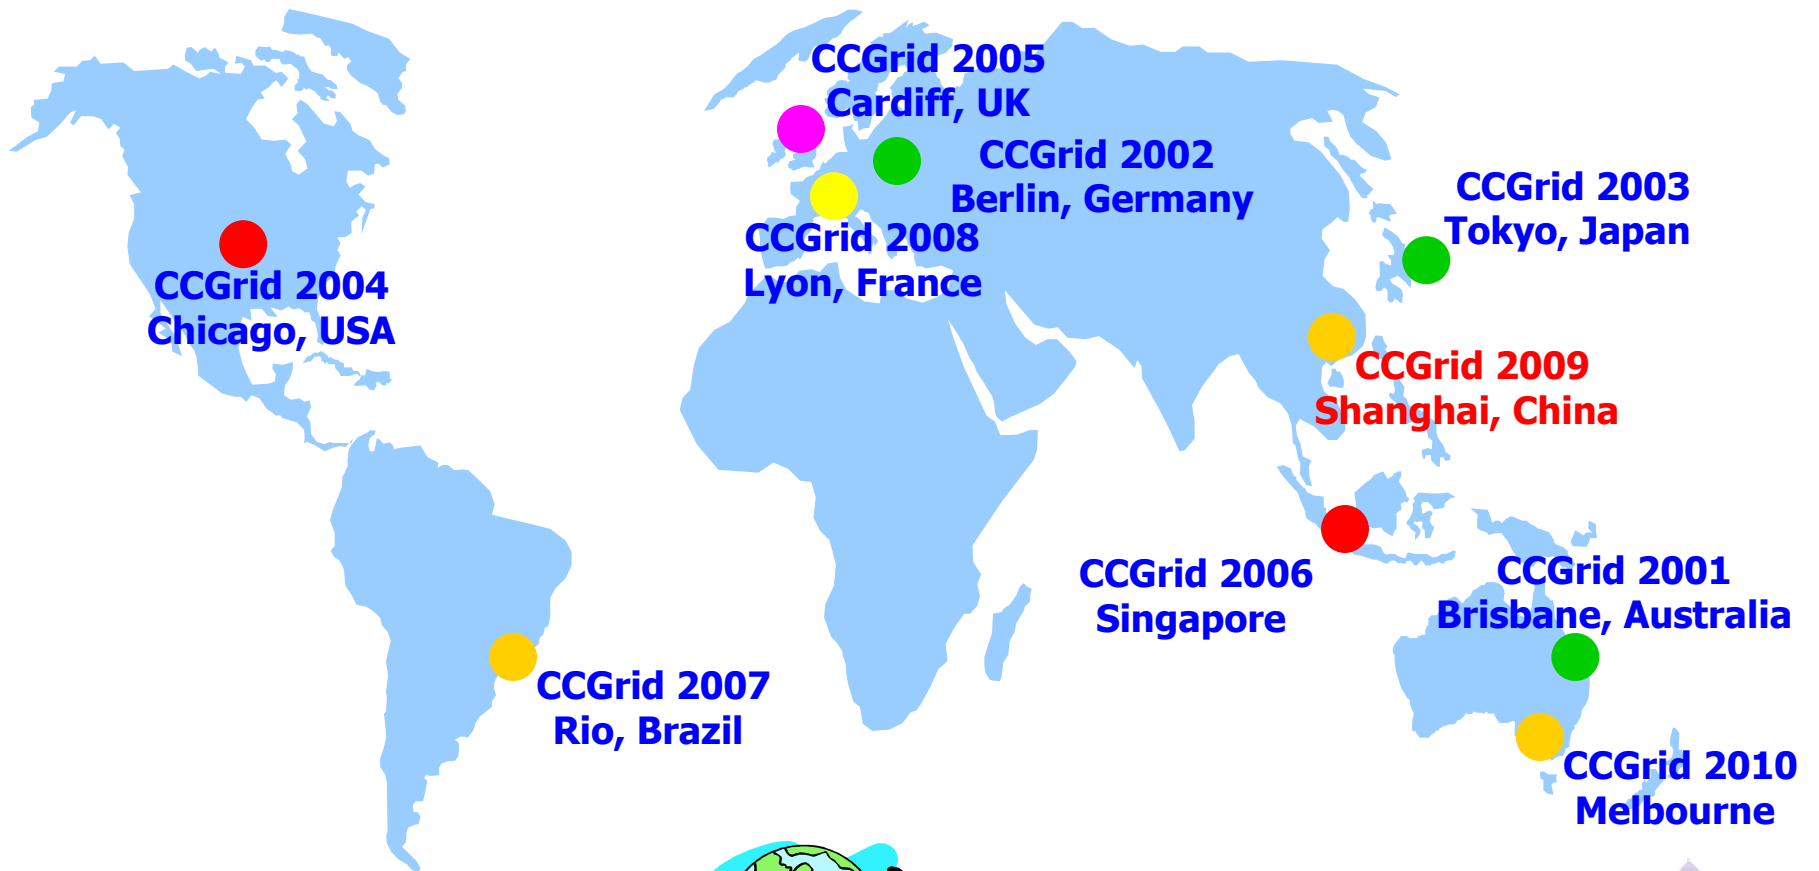 CCGrid 2005
Cardiff, UK
CCGrid 2002
Berlin, Germany
CCGrid 2003
Tokyo, Japan
CCGrid 2008
Lyon, France
CCGrid 2004
Chicago, USA
CCGrid 2009
Shanghai, China
CCGrid 2006
Singapore
CCGrid 2001
Brisbane, Australia
CCGrid 2007
Rio, Brazil
CCGrid 2010
Melbourne